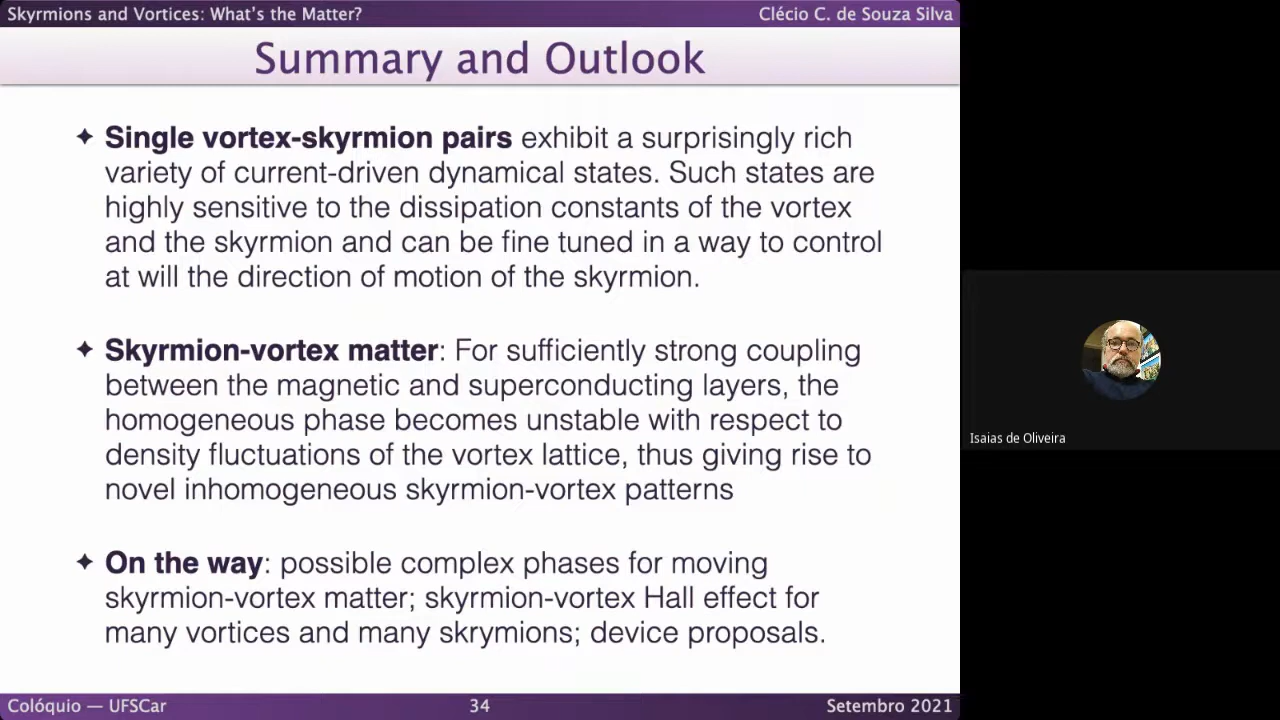 Skyrmions and Vortices: What's the Matter?
Clécio C. de Souza Silva
Summary and Outlook
✦ Single vortex-skyrmion pairs exhibit a surprisingly rich
variety of current-driven dynamical states. Such states are
highly sensitive to the dissipation constants of the vortex
and the skyrmion and can be fine tuned in a way to control
at will the direction of motion of the skyrmion.
✦ Skyrmion-vortex matter: For sufficiently strong coupling
between the magnetic and superconducting layers, the
homogeneous phase becomes unstable with respect to
density fluctuations of the vortex lattice, thus giving rise to
novel inhomogeneous skyrmion-vortex patterns
✦ On the way: possible complex phases for moving
skyrmion-vortex matter; skyrmion-vortex Hall effect for
many vortices and many skrymions; device proposals.
Colóquio — UFSCar
34
Setembro 2021
Isaias de Oliveira